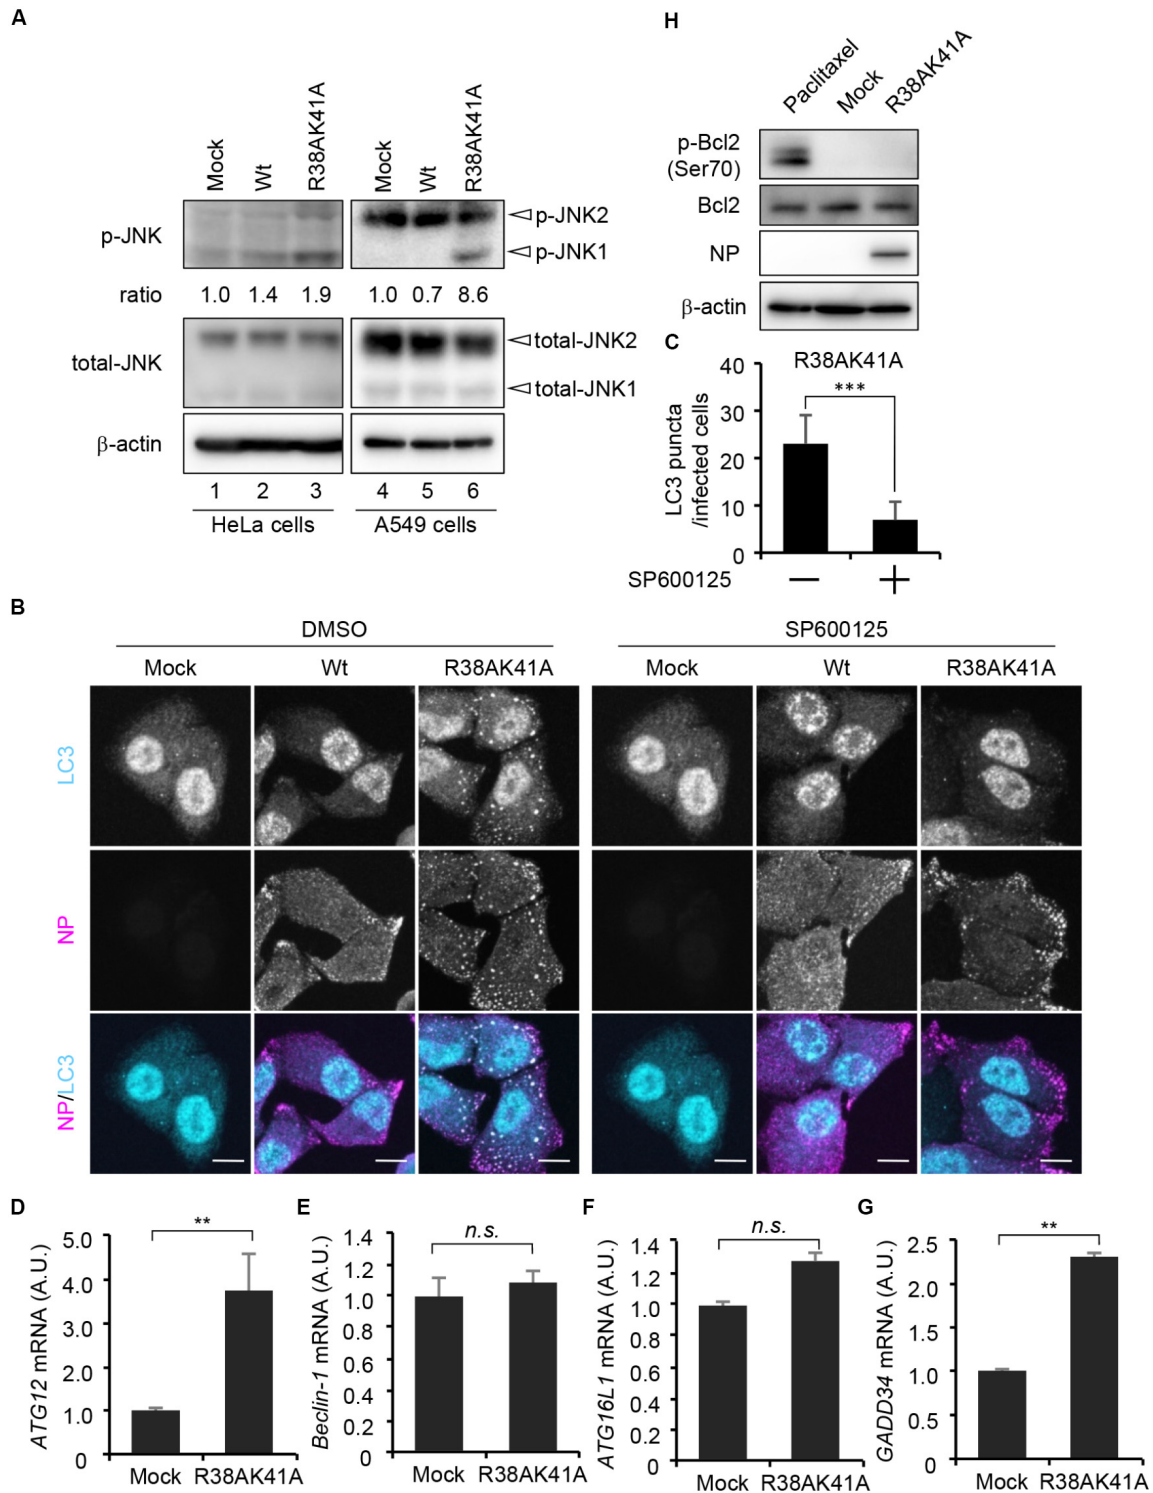 A
Mock
Wt
R38AK41A
Mock
Wt
R38AK41A
p-JNK
p-JNK2
p-JNK1
ratio
1.0 1.4 1.9 1.0 0.7 8.6
total-JNK
total-JNK2
total-JNK1
β-actin
1 2 3 4 5 6
HeLa cells A549 cells
H
Paclitaxel
Mock
R38AK41A
p-Bcl2
(Ser70)
Bcl2
NP
β-actin
C
R38AK41A
***
LC3 puncta
/infected cells
40
30
20
10
0
SP600125 — +
B
DMSO SP600125
Mock Wt R38AK41A Mock Wt R38AK41A
LC3
NP
NP/LC3
D
**
ATG12 mRNA (A.U.)
5.0
4.0
3.0
2.0
1.0
0
Mock R38AK41A
E
n.s.
Beclin-1 mRNA (A.U.)
1.4
1.2
1.0
0.8
0.6
0.4
0.2
0
Mock R38AK41A
F
n.s.
ATG16L1 mRNA (A.U.)
1.4
1.2
1.0
0.8
0.6
0.4
0.2
0
Mock R38AK41A
G
**
GADD34 mRNA (A.U.)
2.5
2.0
1.5
1.0
0.5
0
Mock R38AK41A